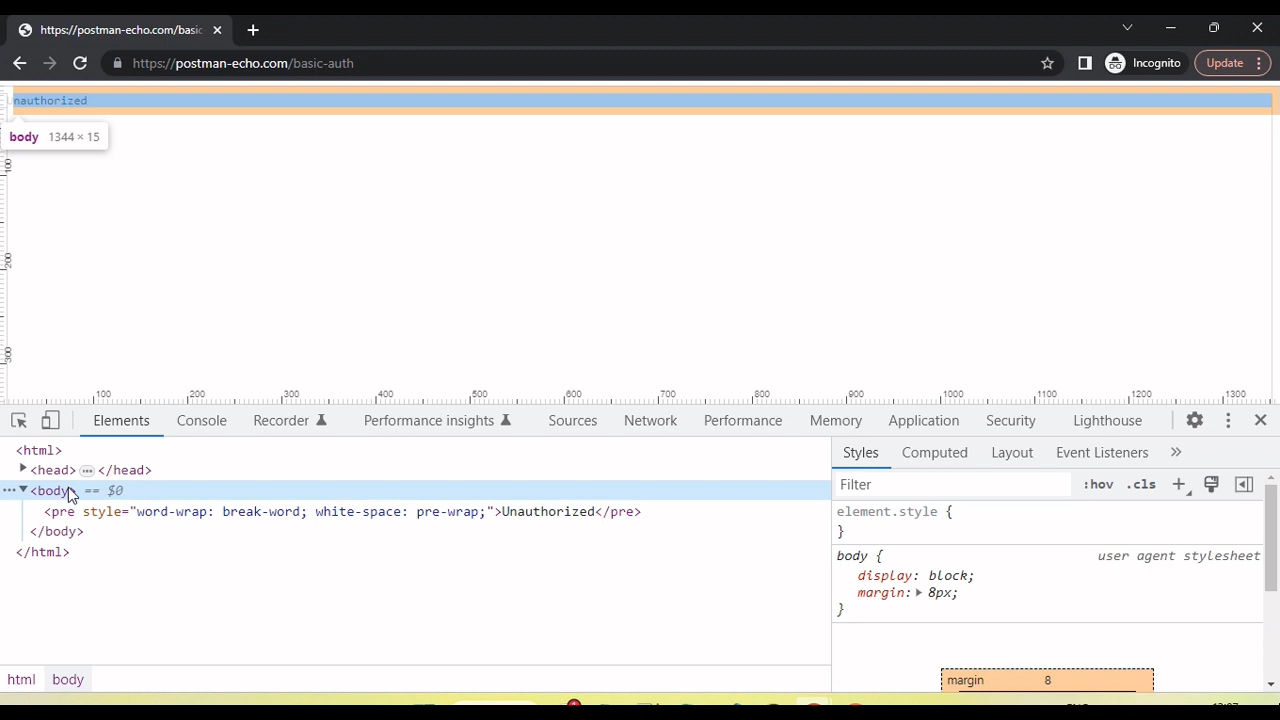 https://postman-echo.com/basic
https://postman-echo.com/basic-auth
Incognito
Update
Unauthorized
body 1344 × 15
100
200
300
100 200 300 400 500 600 700 800 900 1000 1100 1200 1300
Elements Console Recorder Performance insights Sources Network Performance Memory Application Security Lighthouse
<html>
<head> … </head>
<body> == $0
<pre style="word-wrap: break-word; white-space: pre-wrap;">Unauthorized</pre>
</body>
</html>
html body
Styles Computed Layout Event Listeners »
Filter :hov .cls +
element.style {
}
body { user agent stylesheet
display: block;
margin: 8px;
}
margin 8